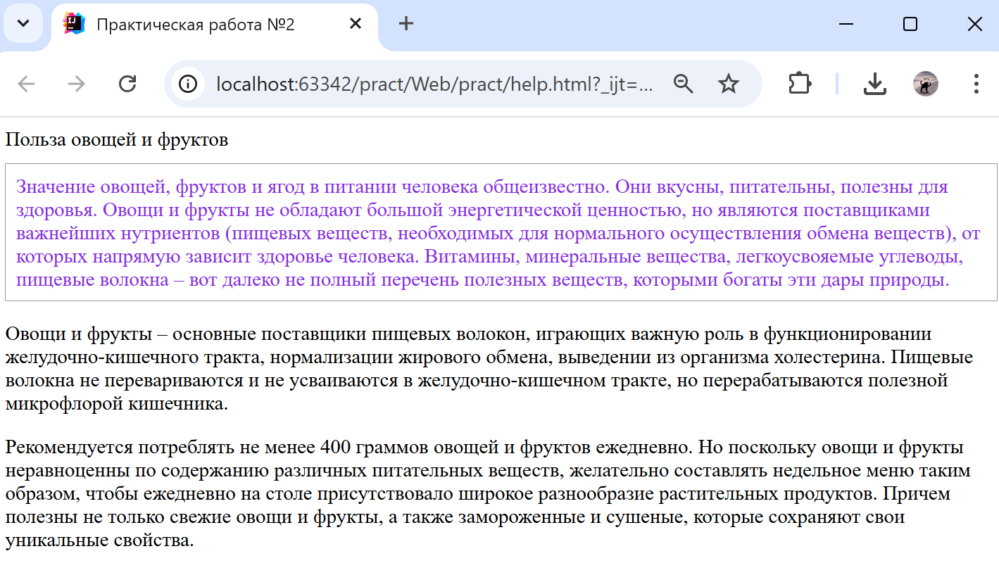 Практическая работа №2
localhost:63342/pract/Web/pract/help.html?_ijt=...
Польза овощей и фруктов
Значение овощей, фруктов и ягод в питании человека общеизвестно. Они вкусны, питательны, полезны для
здоровья. Овощи и фрукты не обладают большой энергетической ценностью, но являются поставщиками
важнейших нутриентов (пищевых веществ, необходимых для нормального осуществления обмена веществ), от
которых напрямую зависит здоровье человека. Витамины, минеральные вещества, легкоусвояемые углеводы,
пищевые волокна – вот далеко не полный перечень полезных веществ, которыми богаты эти дары природы.
Овощи и фрукты – основные поставщики пищевых волокон, играющих важную роль в функционировании
желудочно-кишечного тракта, нормализации жирового обмена, выведении из организма холестерина. Пищевые
волокна не перевариваются и не усваиваются в желудочно-кишечном тракте, но перерабатываются полезной
микрофлорой кишечника.
Рекомендуется потреблять не менее 400 граммов овощей и фруктов ежедневно. Но поскольку овощи и фрукты
неравноценны по содержанию различных питательных веществ, желательно составлять недельное меню таким
образом, чтобы ежедневно на столе присутствовало широкое разнообразие растительных продуктов. Причем
полезны не только свежие овощи и фрукты, а также замороженные и сушеные, которые сохраняют свои
уникальные свойства.